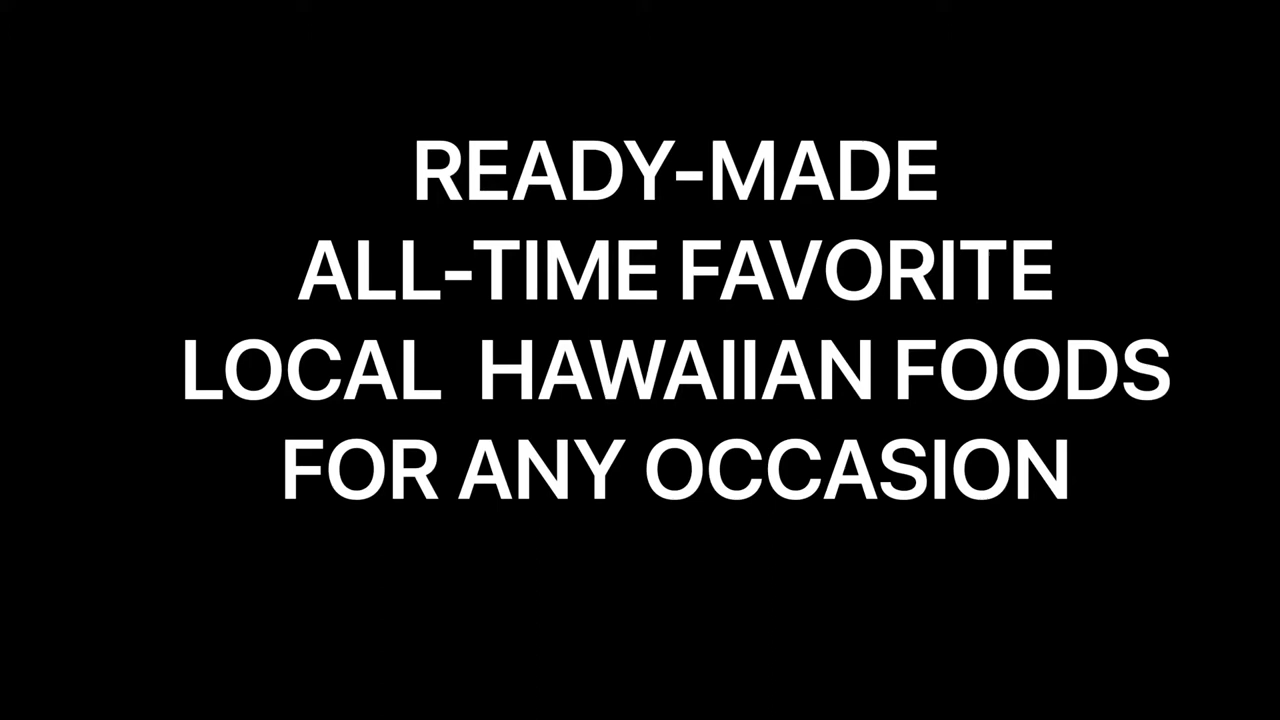 READY-MADE
ALL-TIME FAVORITE
LOCAL  HAWAIIAN FOODS
FOR ANY OCCASION